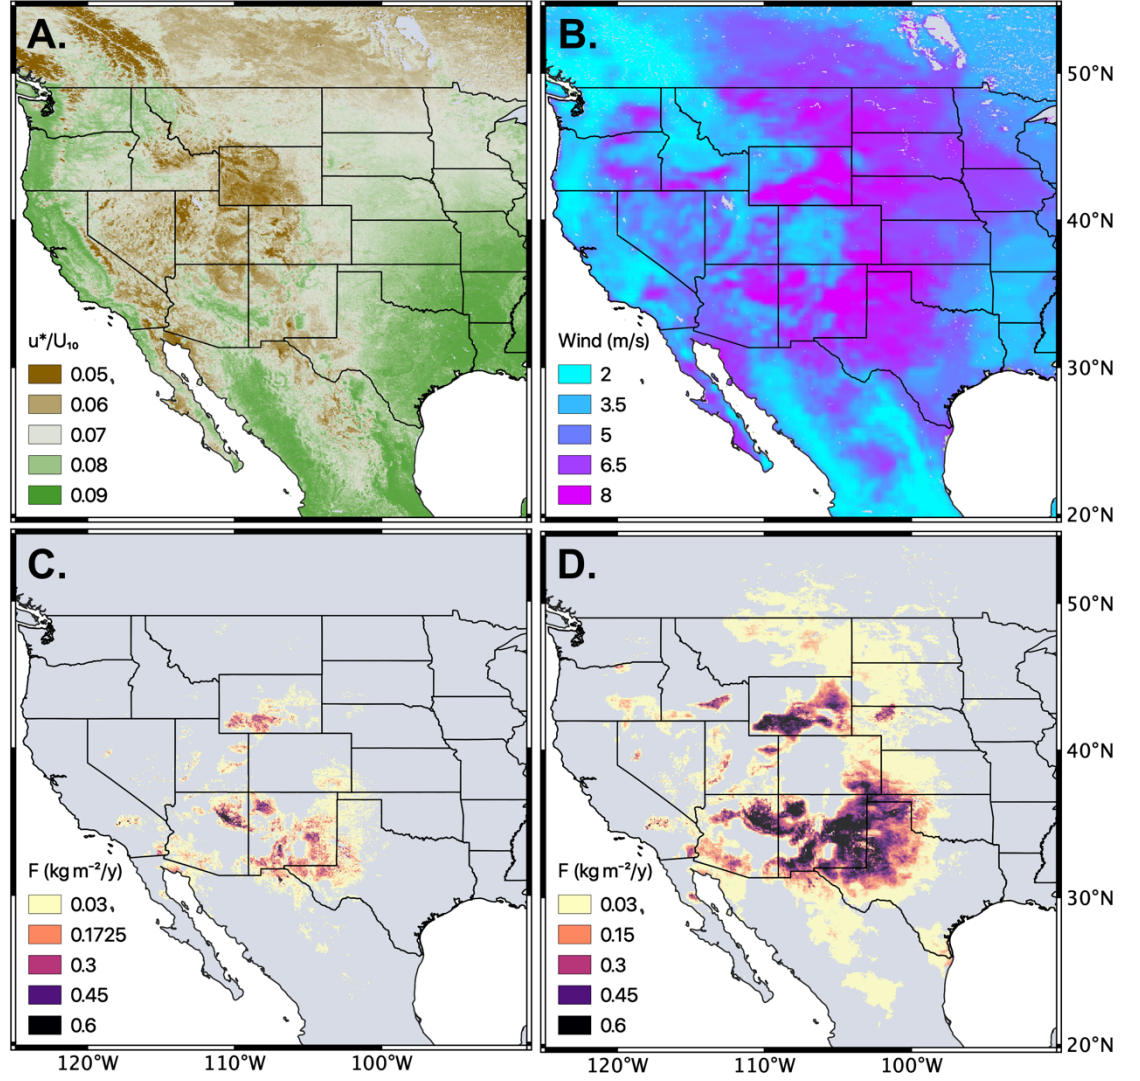 A.
u*/U₁₀
0.05
0.06
0.07
0.08
0.09
B.
Wind (m/s)
2
3.5
5
6.5
8
50°N
40°N
30°N
20°N
C.
F (kg m⁻²/y)
0.03
0.1725
0.3
0.45
0.6
120°W
110°W
100°W
D.
F (kg m⁻²/y)
0.03
0.15
0.3
0.45
0.6
50°N
40°N
30°N
20°N
120°W
110°W
100°W